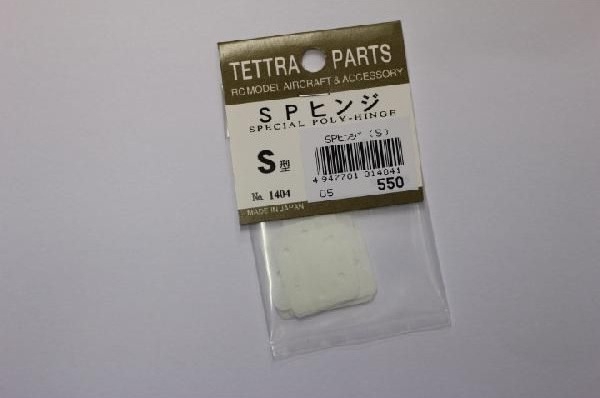 TETTRA PARTS
RC MODEL AIRCRAFT & ACCESSORY
SPヒンジ
SPECIAL POLY-HINGE
S型
SPヒンジ (S)
4 947701 014041
№ 1404
05 550
MADE IN JAPAN